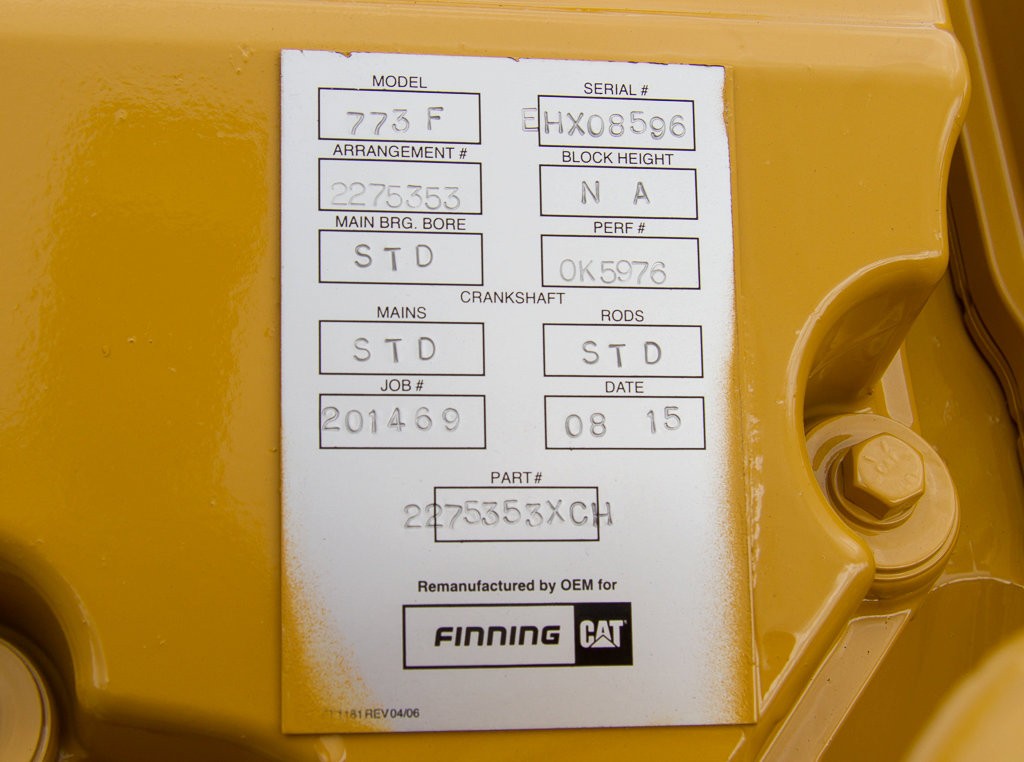 MODEL SERIAL #
773 F EHX08596
ARRANGEMENT # BLOCK HEIGHT
2275353 N A
MAIN BRG. BORE PERF #
STD 0K5976
CRANKSHAFT
MAINS RODS
STD STD
JOB # DATE
201469 08 15
PART#
2275353XCH
Remanufactured by OEM for
FINNING CAT
1181 REV 04/06